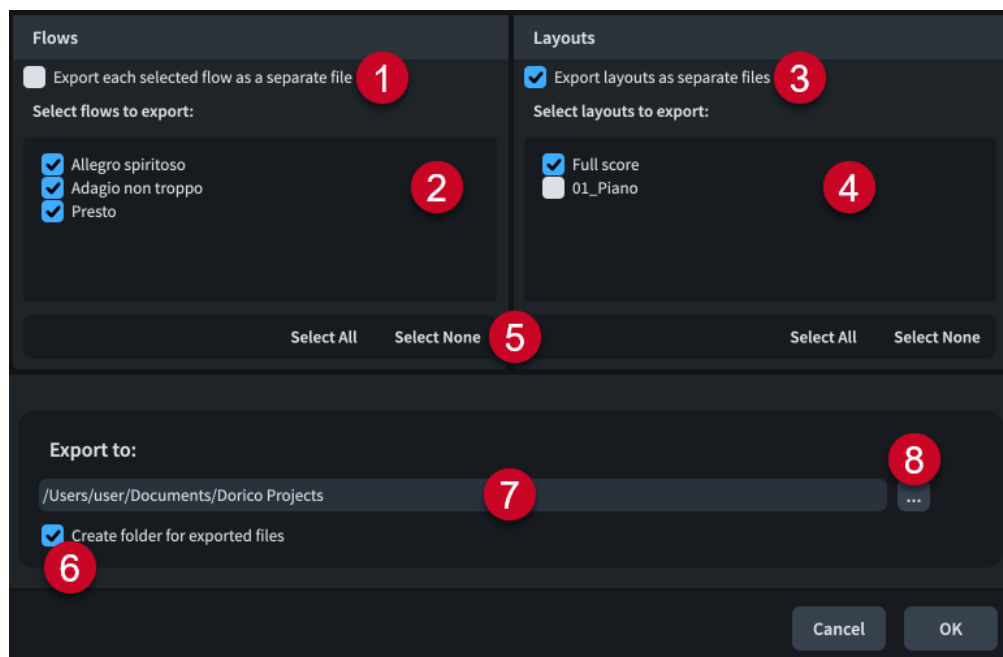 Flows
Export each selected flow as a separate file
1
Select flows to export:
Allegro spiritoso
Adagio non troppo
Presto
2
Layouts
Export layouts as separate files
3
Select layouts to export:
Full score
01_Piano
4
Select All Select None
5
Select All Select None
Export to:
8
/Users/user/Documents/Dorico Projects
7
...
Create folder for exported files
6
Cancel OK